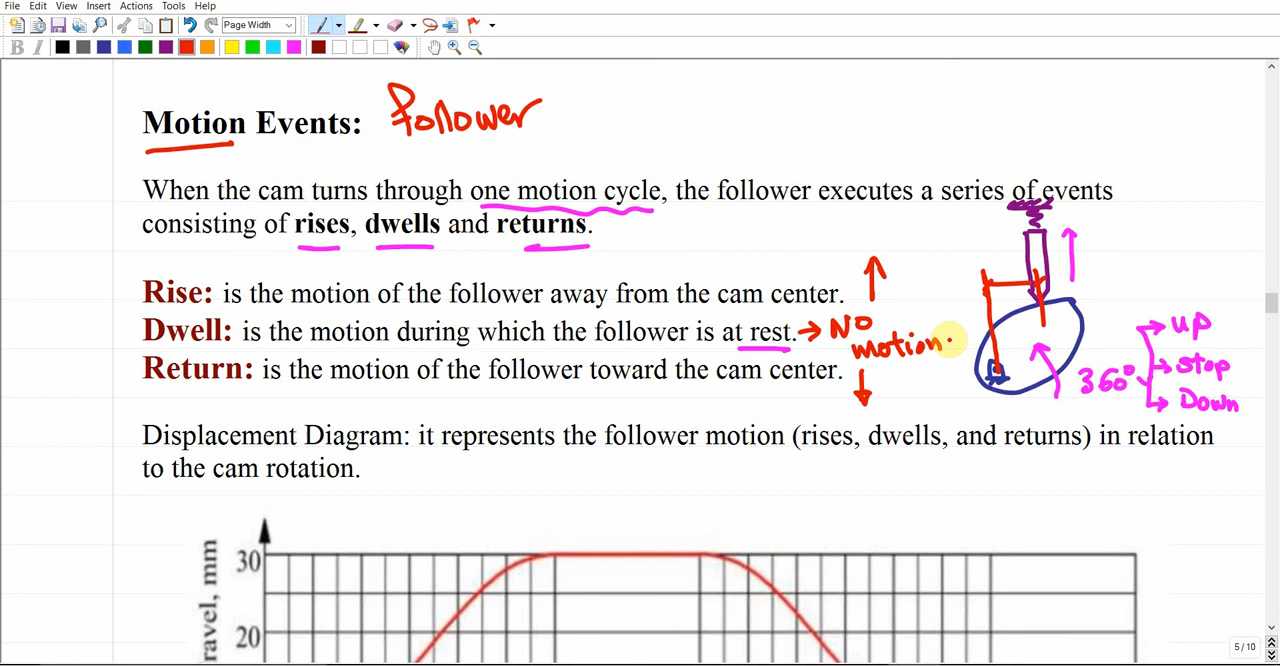 File Edit View Insert Actions Tools Help
Page Width
B I
Motion Events: follower
When the cam turns through one motion cycle, the follower executes a series of events
consisting of rises, dwells and returns.
Rise: is the motion of the follower away from the cam center.
Dwell: is the motion during which the follower is at rest. → NO
motion
Return: is the motion of the follower toward the cam center.
360°
up
stop
Down
Displacement Diagram: it represents the follower motion (rises, dwells, and returns) in relation
to the cam rotation.
ravel, mm
30
20
5 / 10